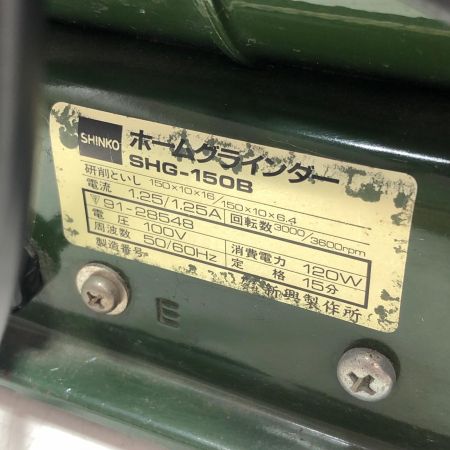 SHINKO ホームグラインダー
SHG-150B
研削といし 150×10×16/150×10×6.4
電流 1.25/1.25A 回転数 3000/3600rpm
〒91-28548
電圧 100V 消費電力 120W
周波数 50/60Hz 定格 15分
製造番号 新興製作所
E